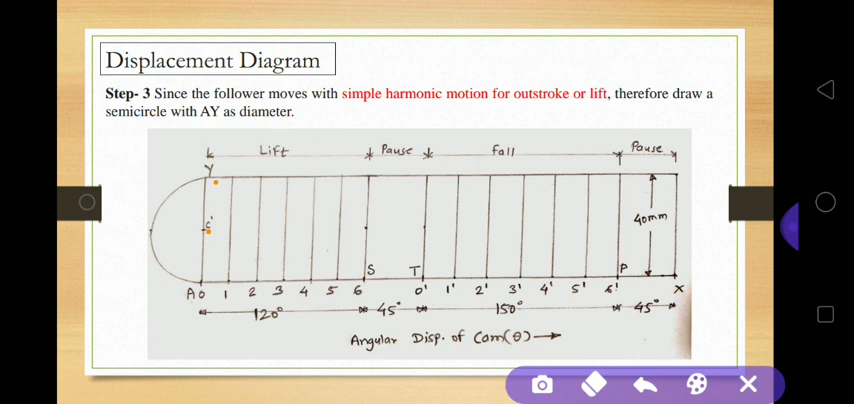 Displacement Diagram
Step- 3 Since the follower moves with simple harmonic motion for outstroke or lift, therefore draw a
semicircle with AY as diameter.
Lift Pause Fall Pause
Y
c'
40mm
S T P
A 0 1 2 3 4 5 6 0' 1' 2' 3' 4' 5' 6' X
120° 45° 150° 45°
Angular Disp. of Cam(θ)→